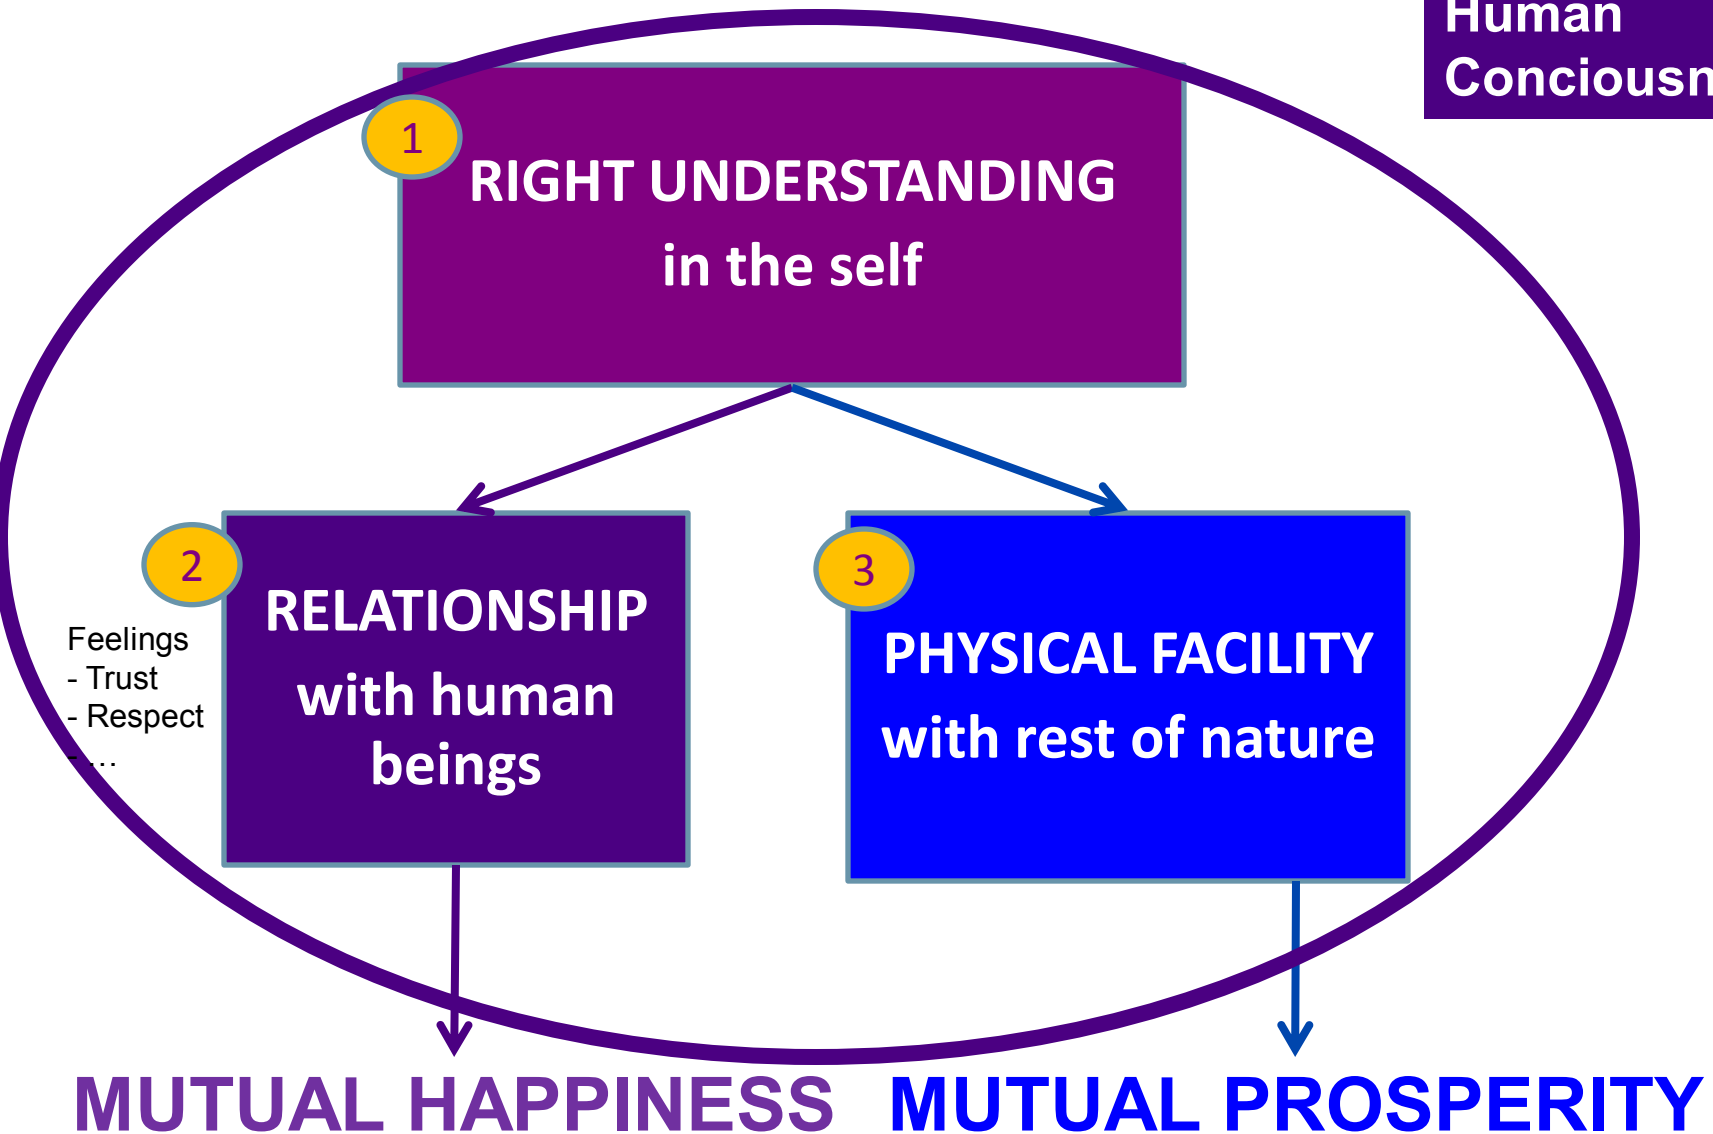 Human
1
RIGHT UNDERSTANDING
in the self
2
RELATIONSHIP
with human
beings
Feelings
- Trust
- Respect
- …
3
PHYSICAL FACILITY
with rest of nature
MUTUAL HAPPINESS
MUTUAL PROSPERITY